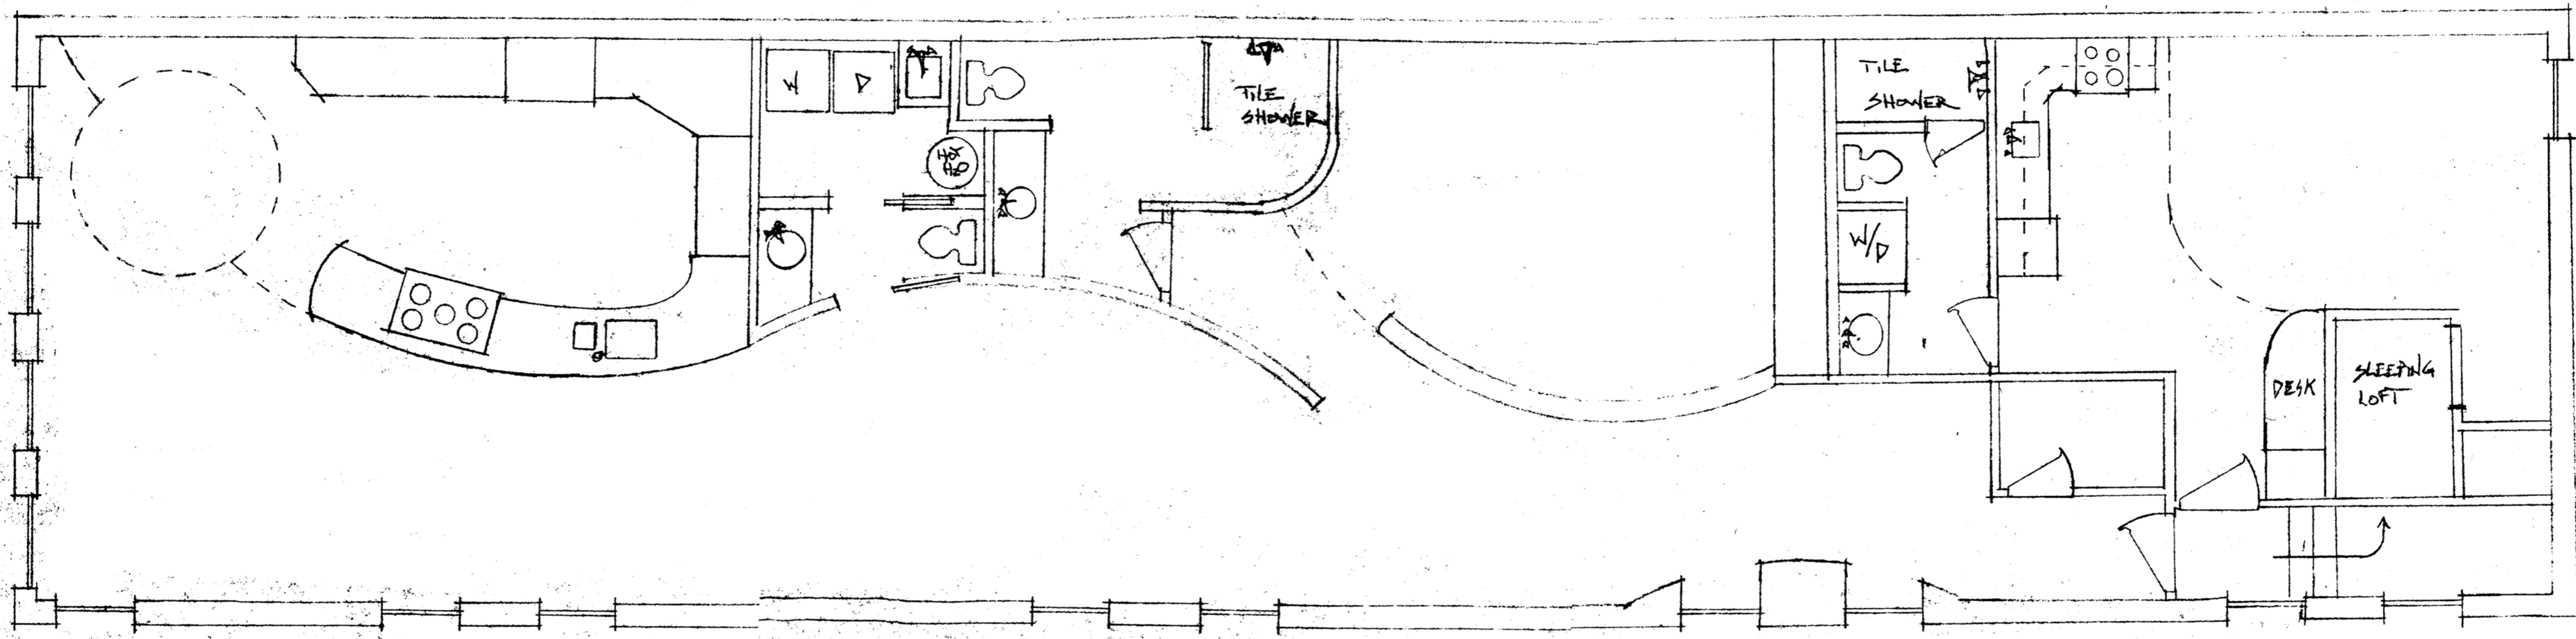 W
D
TILE
SHOWER
HOT
H2O
TILE
SHOWER
W/D
DESK
SLEEPING
LOFT